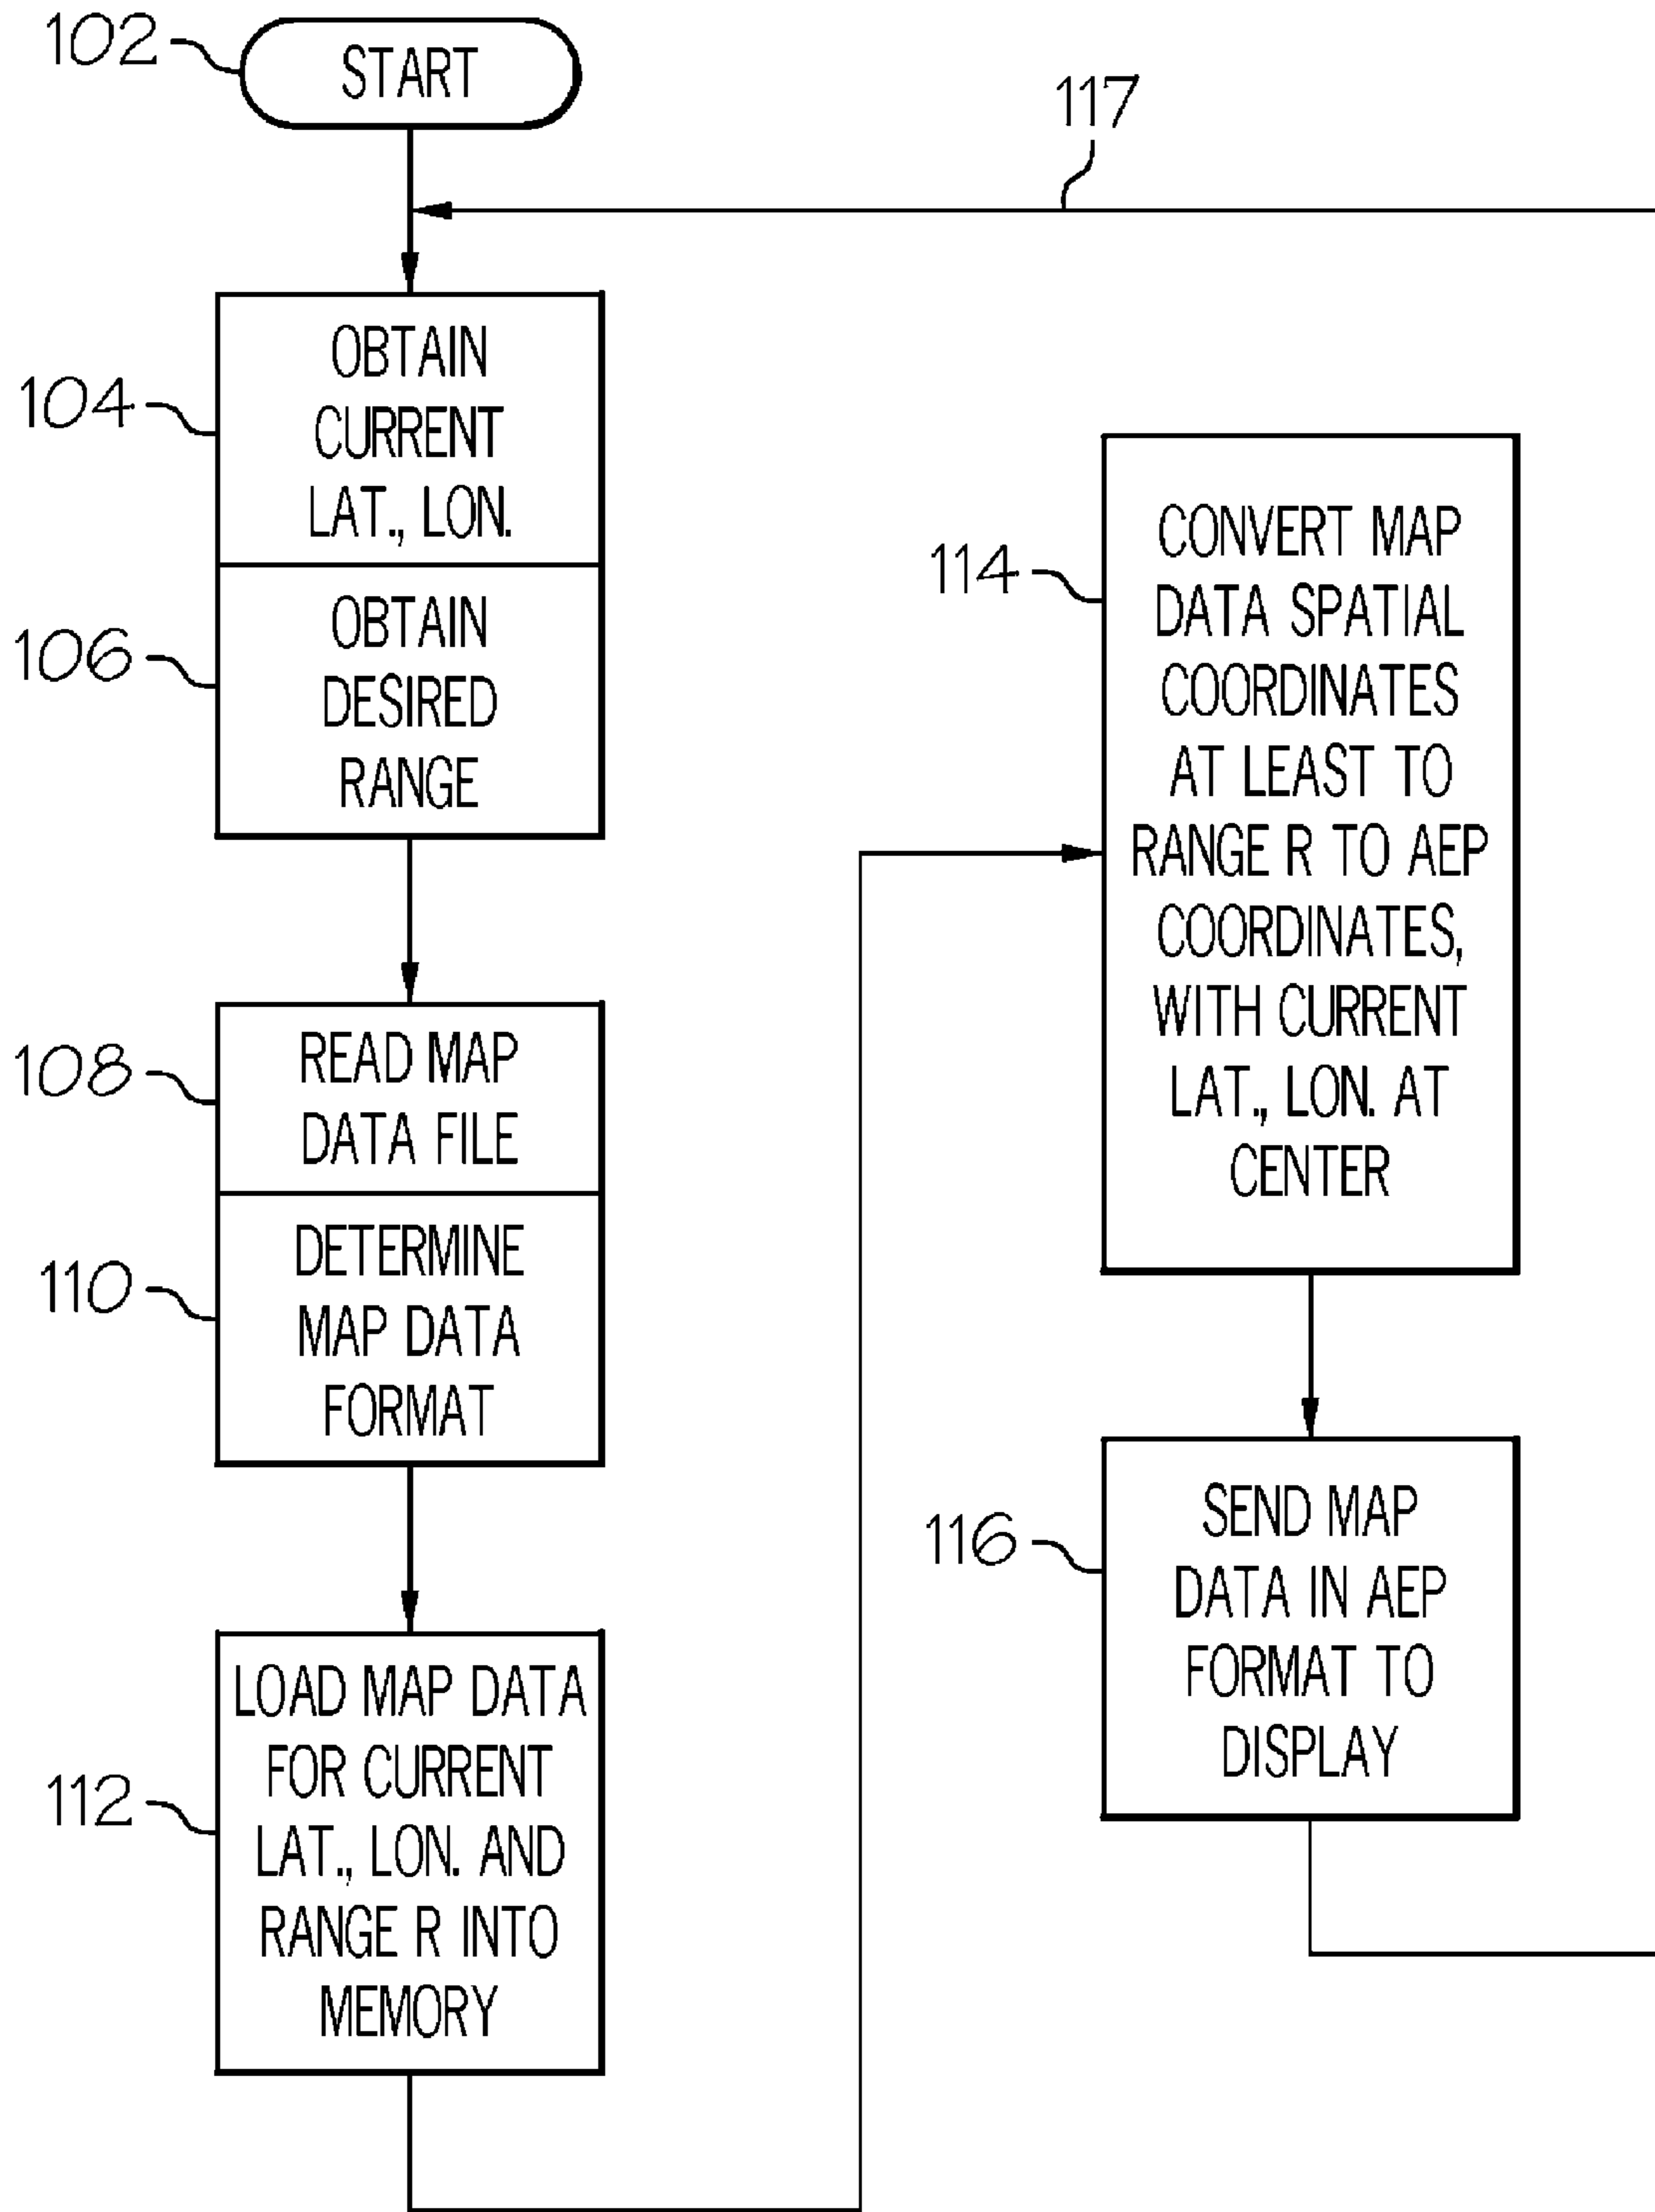 102
START
117
104
OBTAIN
CURRENT
LAT., LON.
106
OBTAIN
DESIRED
RANGE
108
READ MAP
DATA FILE
110
DETERMINE
MAP DATA
FORMAT
112
LOAD MAP DATA
FOR CURRENT
LAT., LON. AND
RANGE R INTO
MEMORY
114
CONVERT MAP
DATA SPATIAL
COORDINATES
AT LEAST TO
RANGE R TO AEP
COORDINATES,
WITH CURRENT
LAT., LON. AT
CENTER
116
SEND MAP
DATA IN AEP
FORMAT TO
DISPLAY